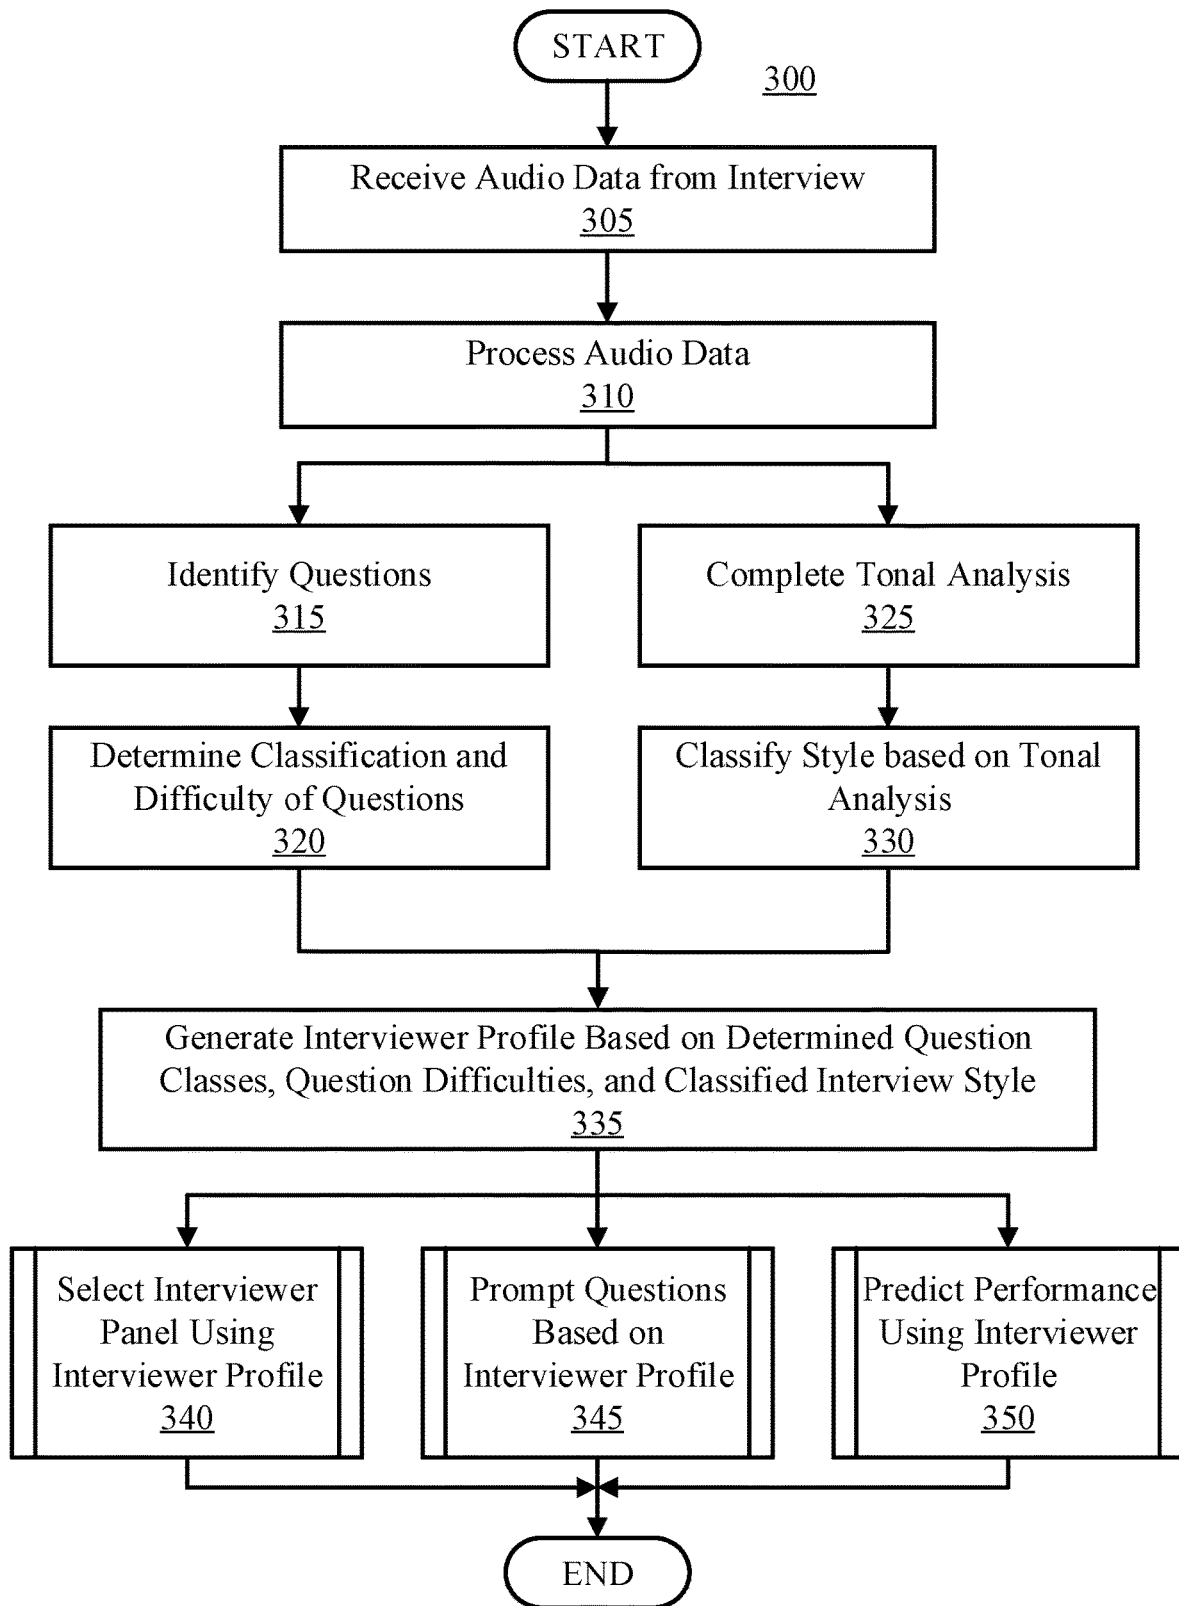 START
300
Receive Audio Data from Interview
305
Process Audio Data
310
Identify Questions
315
Complete Tonal Analysis
325
Determine Classification and
Difficulty of Questions
320
Classify Style based on Tonal
Analysis
330
Generate Interviewer Profile Based on Determined Question
Classes, Question Difficulties, and Classified Interview Style
335
Select Interviewer
Panel Using
Interviewer Profile
340
Prompt Questions
Based on
Interviewer Profile
345
Predict Performance
Using Interviewer
Profile
350
END